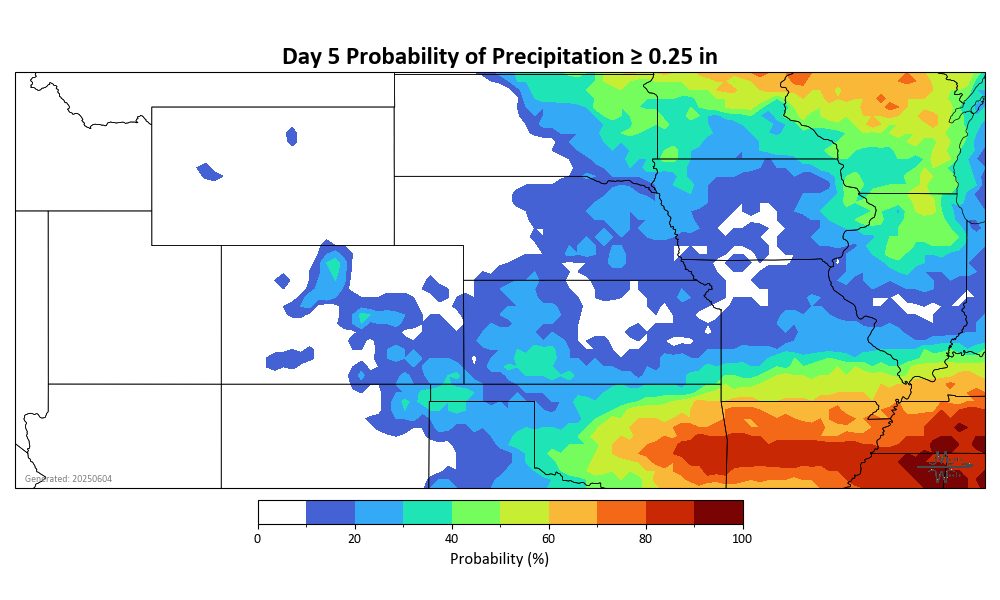 Day 5 Probability of Precipitation ≥ 0.25 in
Generated: 20250604
0 20 40 60 80 100
Probability (%)